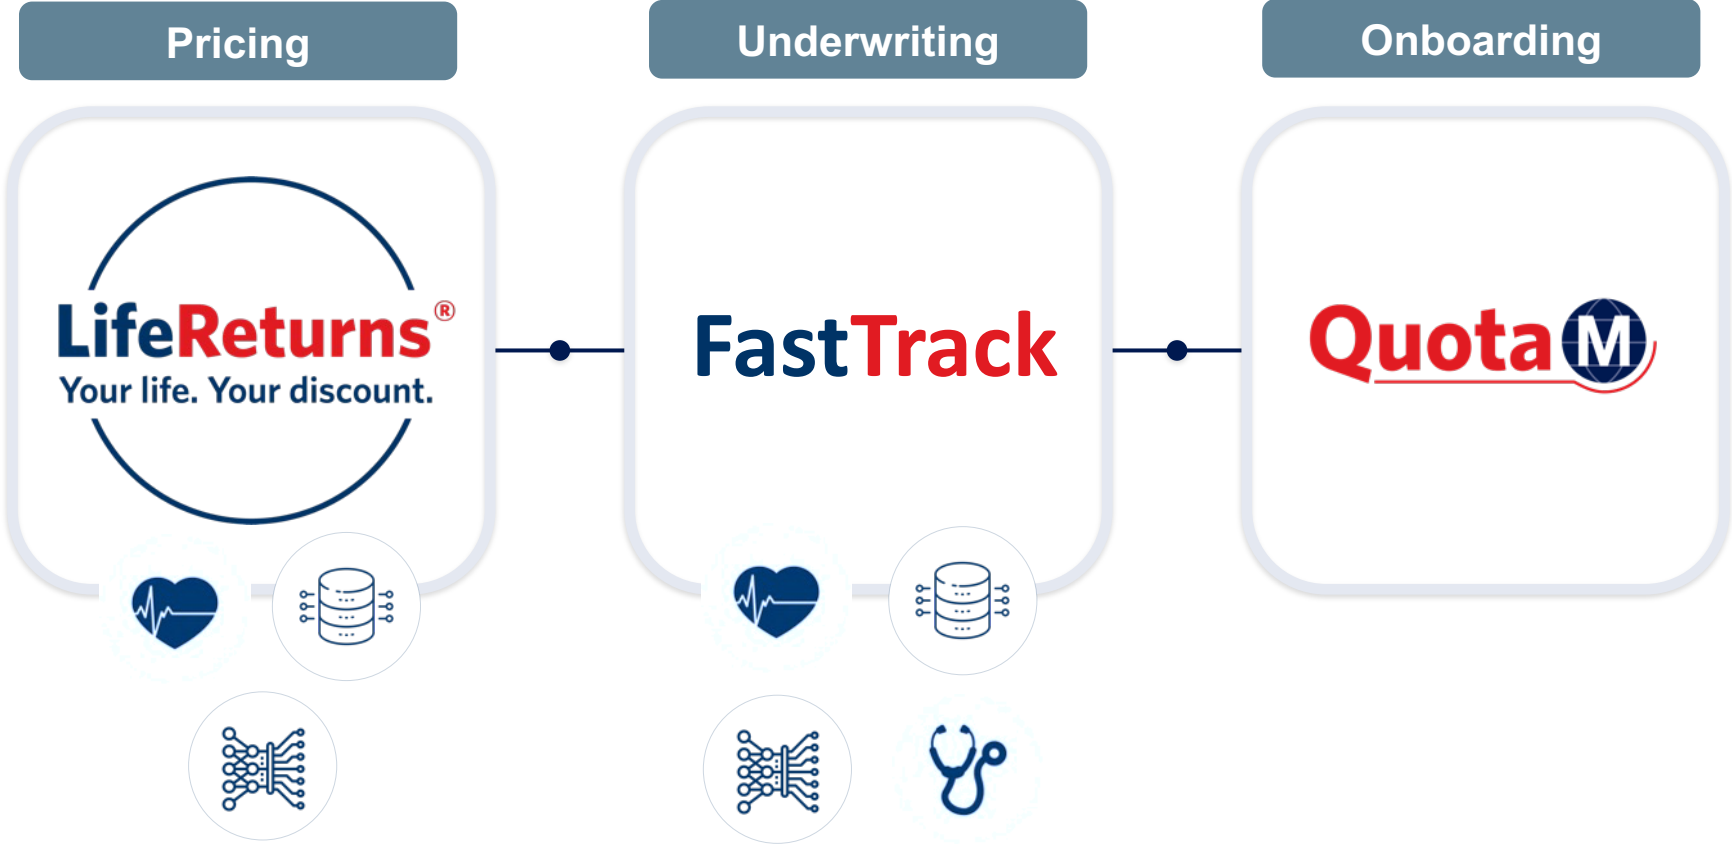 Pricing
Underwriting
Onboarding
LifeReturns®
Your life. Your discount.
FastTrack
Quota M